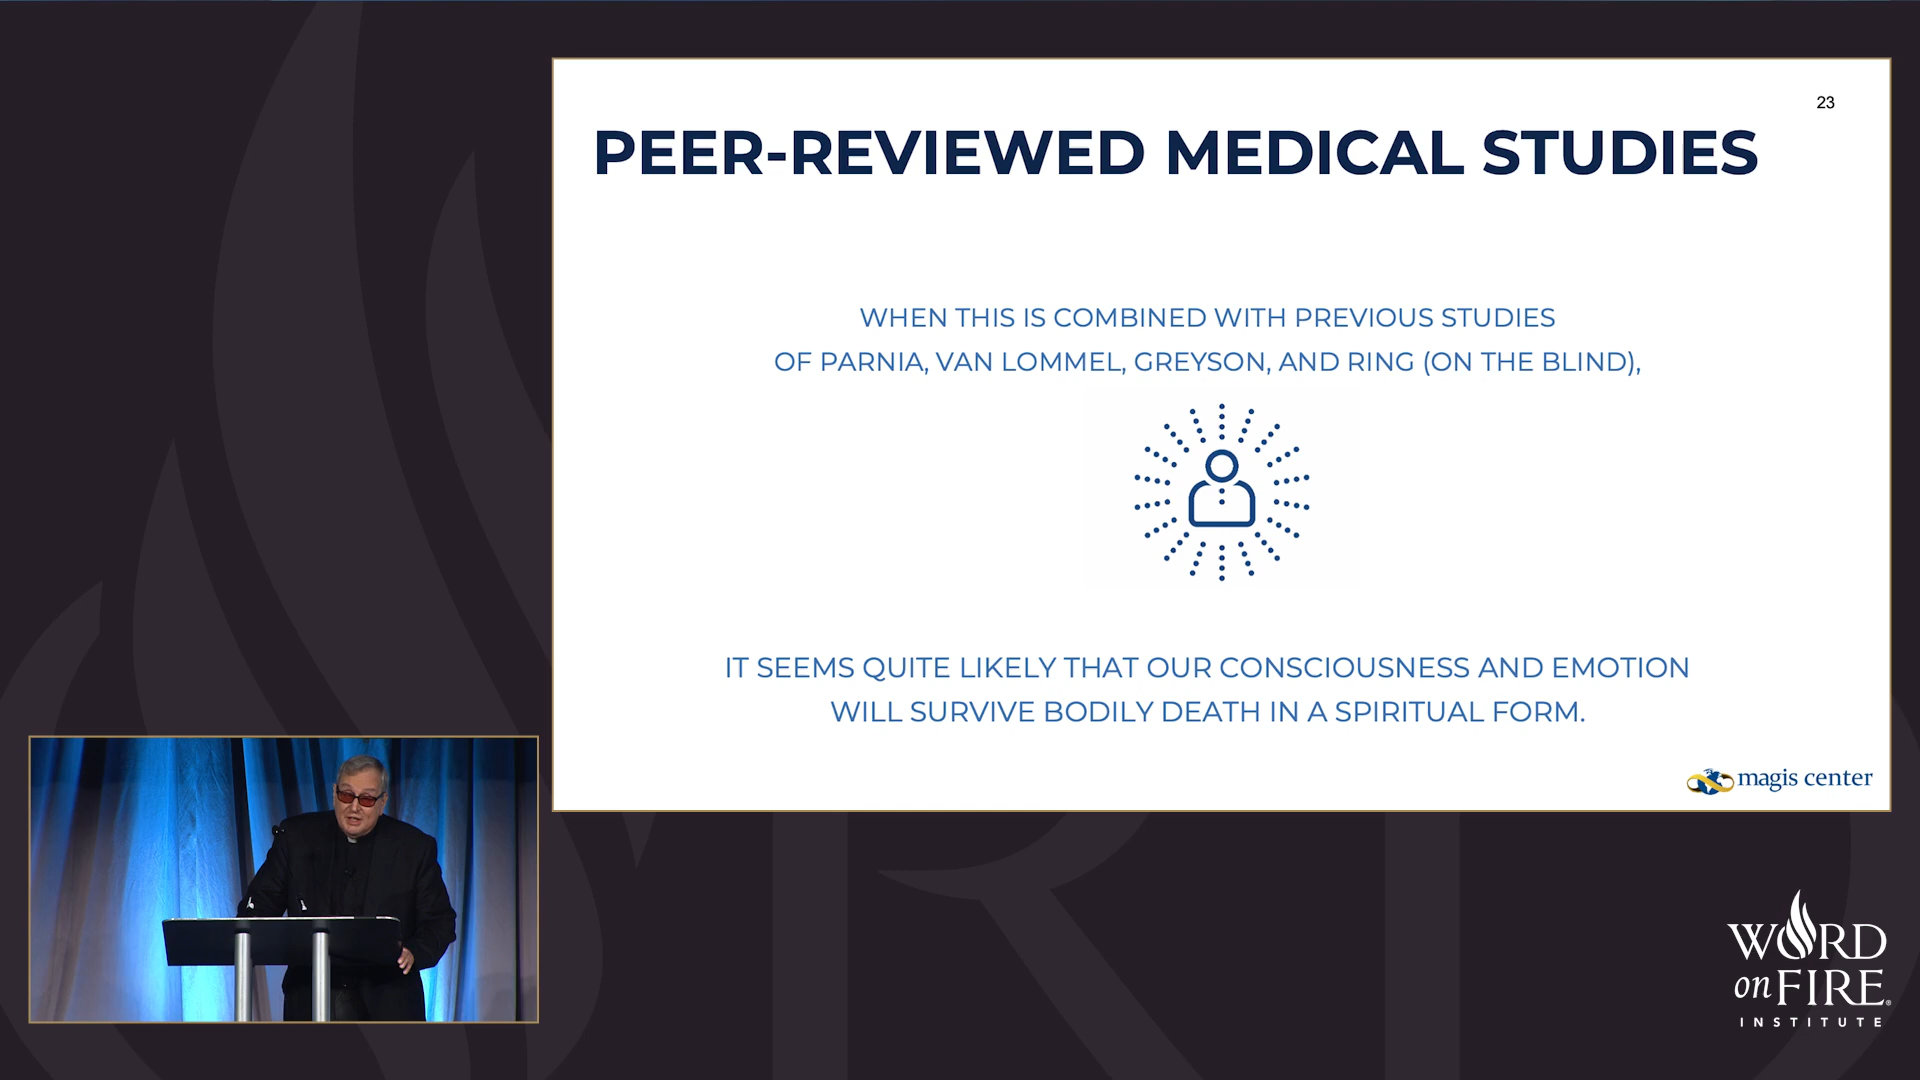 23
PEER-REVIEWED MEDICAL STUDIES
WHEN THIS IS COMBINED WITH PREVIOUS STUDIES
OF PARNIA, VAN LOMMEL, GREYSON, AND RING (ON THE BLIND),
IT SEEMS QUITE LIKELY THAT OUR CONSCIOUSNESS AND EMOTION
WILL SURVIVE BODILY DEATH IN A SPIRITUAL FORM.
magis center
WORD
on FIRE®
INSTITUTE